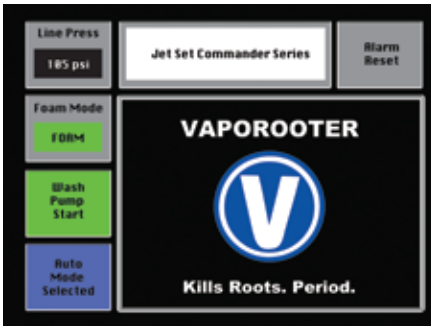 Line Press
105 psi
Jet Set Commander Series
Alarm
Reset
Foam Mode
FOAM
Wash
Pump
Start
Auto
Mode
Selected
VAPOROOTER
V
Kills Roots. Period.